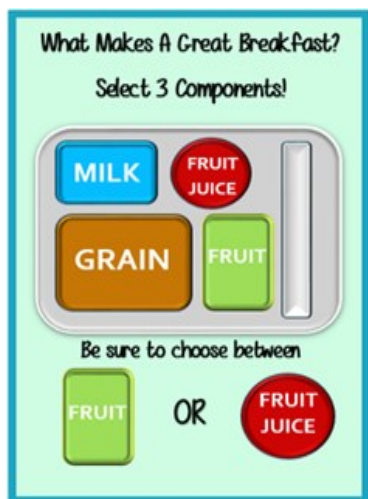 What Makes A Great Breakfast?
Select 3 Components!
MILK
FRUIT
JUICE
GRAIN
FRUIT
Be sure to choose between
FRUIT
OR
FRUIT
JUICE